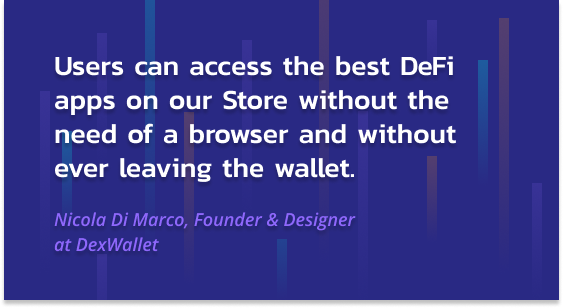 Users can access the best DeFi
apps on our Store without the
need of a browser and without
ever leaving the wallet.
Nicola Di Marco, Founder & Designer
at DexWallet